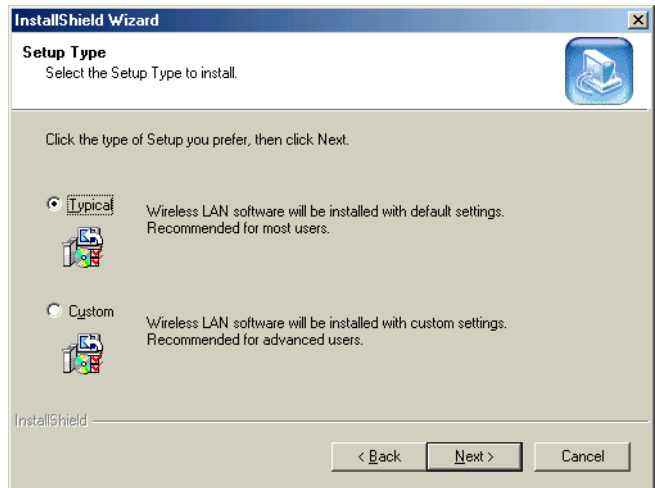 InstallShield Wizard
Setup Type
Select the Setup Type to install.
Click the type of Setup you prefer, then click Next.
Typical
Wireless LAN software will be installed with default settings.
Recommended for most users.
Custom
Wireless LAN software will be installed with custom settings.
Recommended for advanced users.
InstallShield
< Back
Next >
Cancel